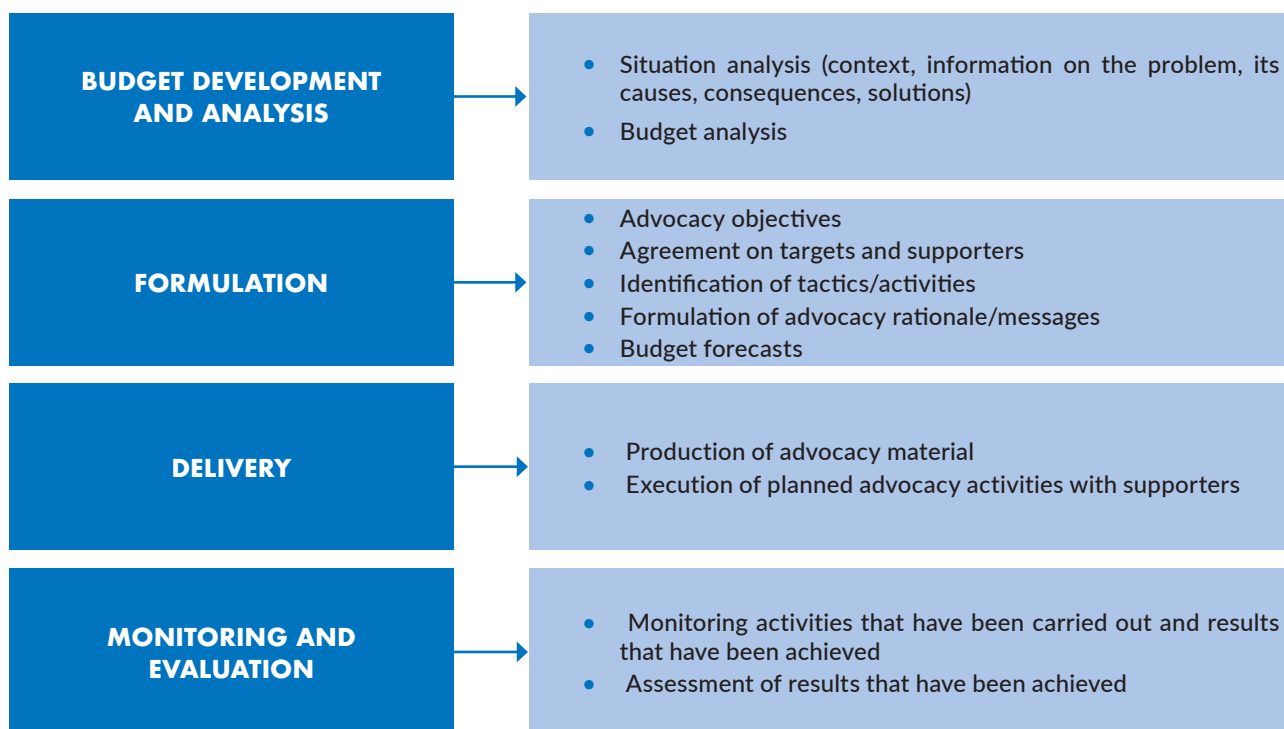 BUDGET DEVELOPMENT
AND ANALYSIS
• Situation analysis (context, information on the problem, its
causes, consequences, solutions)
• Budget analysis
FORMULATION
• Advocacy objectives
• Agreement on targets and supporters
• Identification of tactics/activities
• Formulation of advocacy rationale/messages
• Budget forecasts
DELIVERY
• Production of advocacy material
• Execution of planned advocacy activities with supporters
MONITORING AND
EVALUATION
• Monitoring activities that have been carried out and results
that have been achieved
• Assessment of results that have been achieved